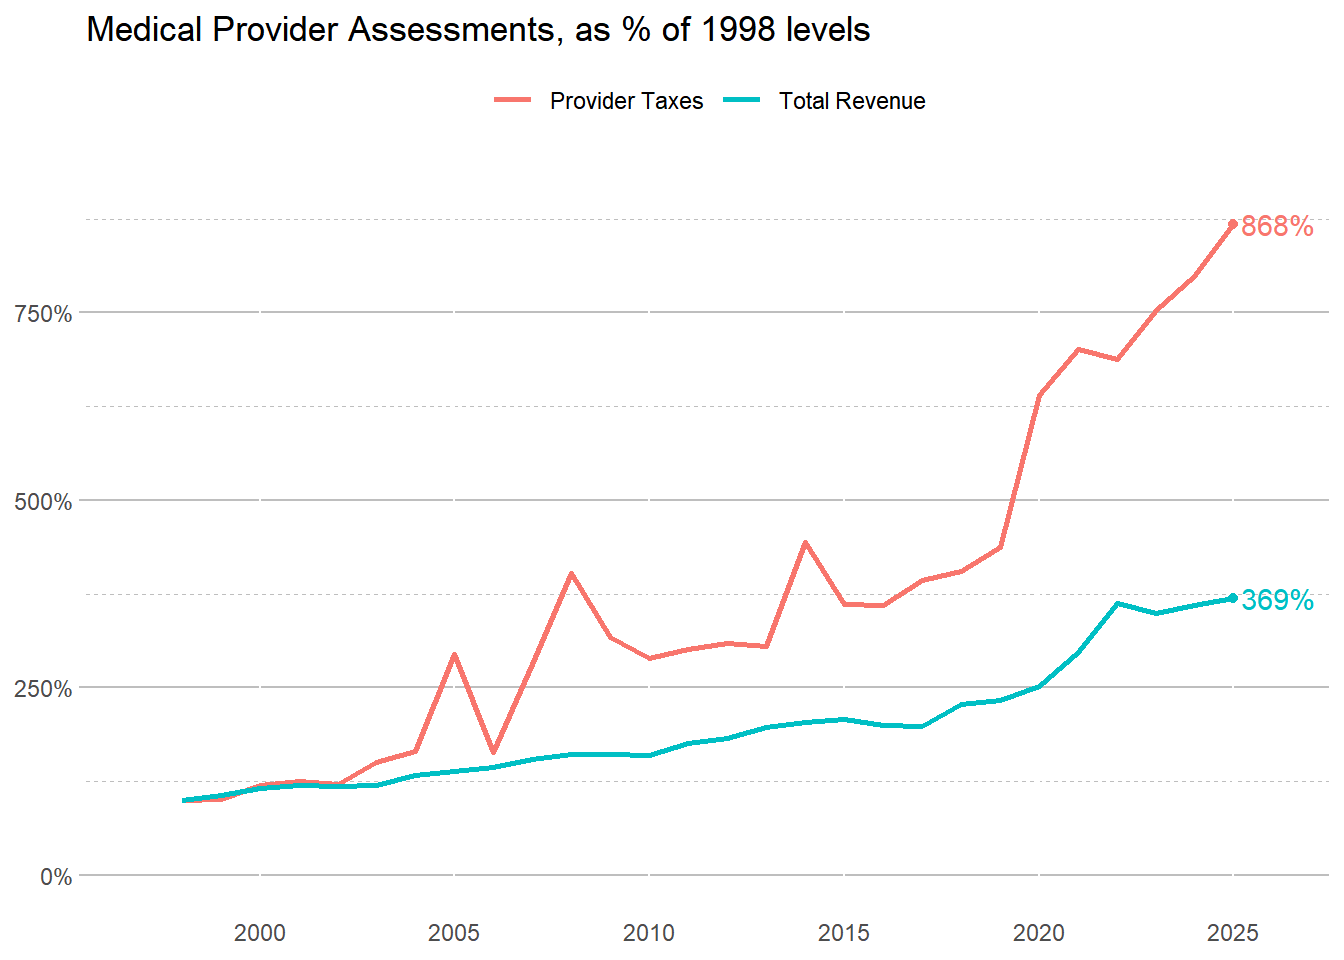 Medical Provider Assessments, as % of 1998 levels
Provider Taxes Total Revenue
868%
750%
500%
369%
250%
0%
2000 2005 2010 2015 2020 2025